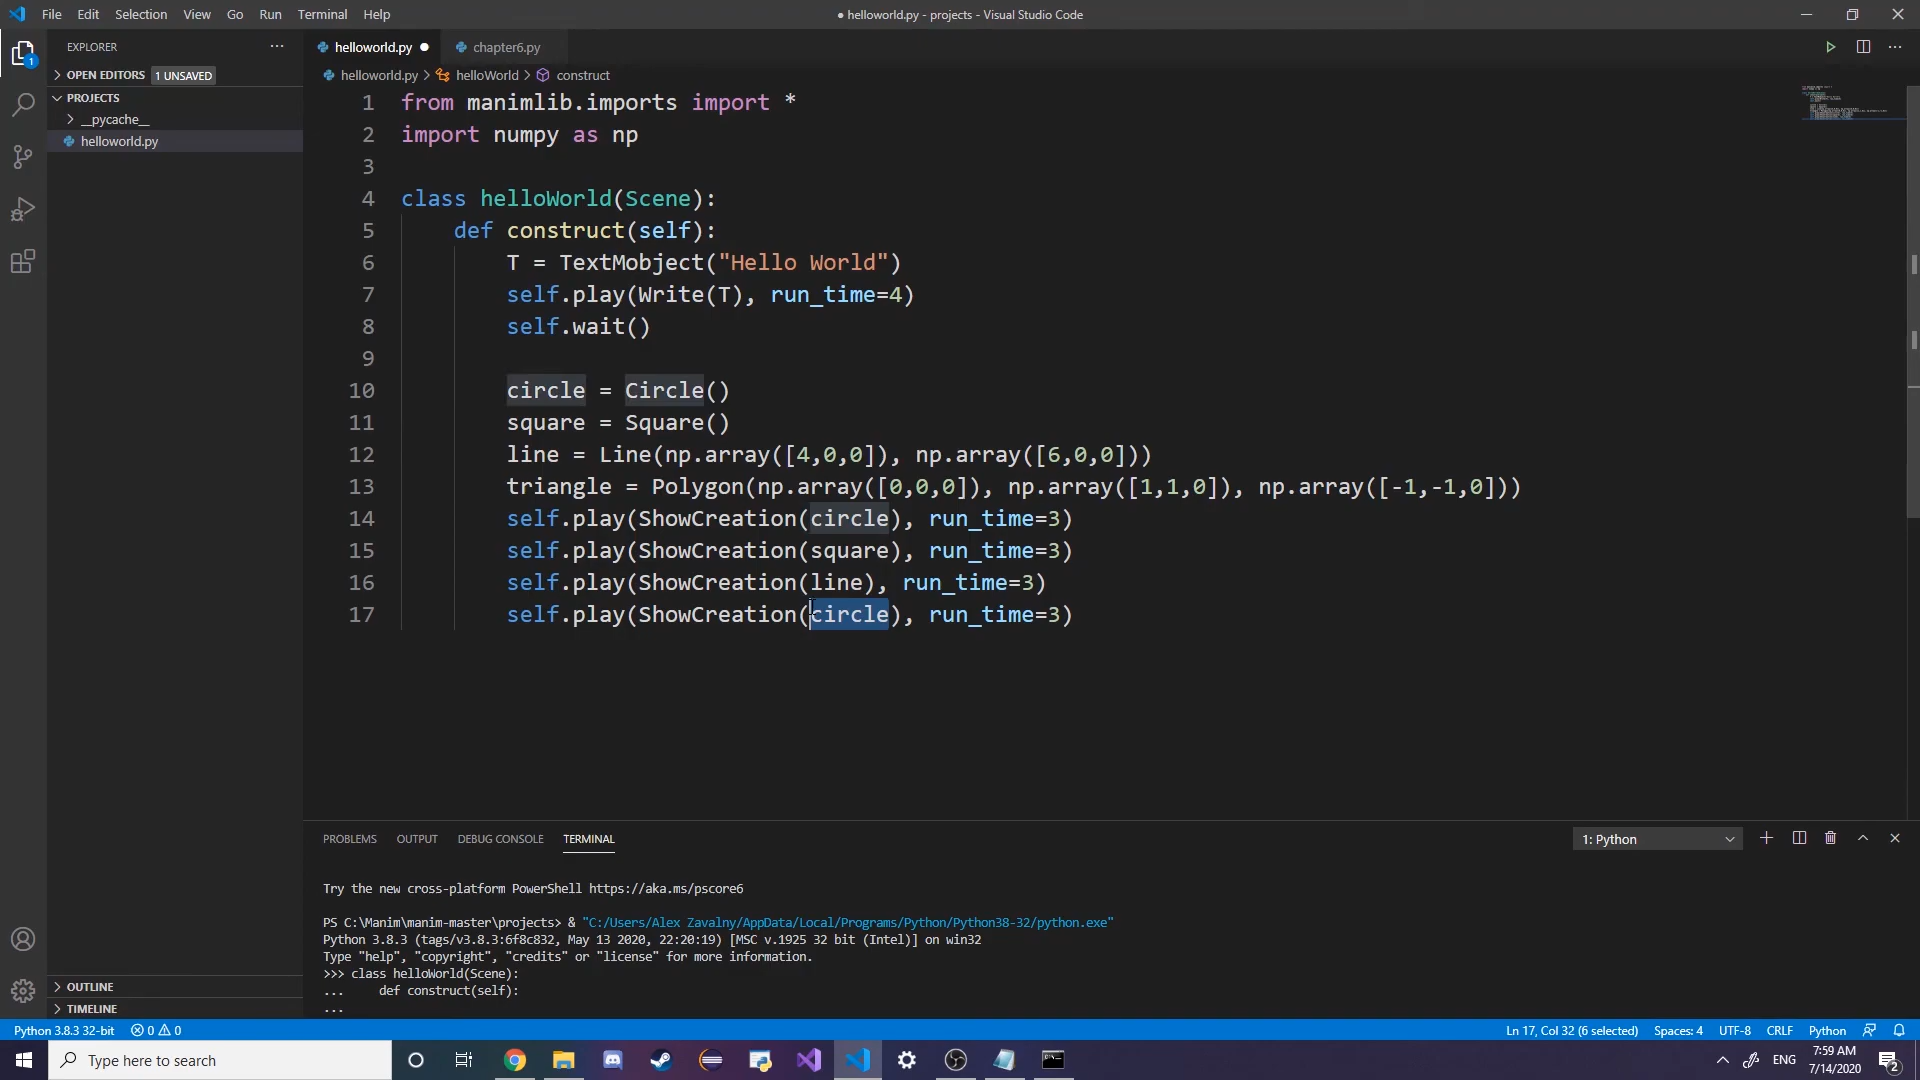 File Edit Selection View Go Run Terminal Help
● helloworld.py - projects - Visual Studio Code
EXPLORER
OPEN EDITORS 1 UNSAVED
PROJECTS
__pycache__
helloworld.py
OUTLINE
TIMELINE
1
helloworld.py ● chapter6.py
helloworld.py > helloWorld > construct
1 from manimlib.imports import *
2 import numpy as np
3
4 class helloWorld(Scene):
5 def construct(self):
6 T = TextMobject("Hello World")
7 self.play(Write(T), run_time=4)
8 self.wait()
9
10 circle = Circle()
11 square = Square()
12 line = Line(np.array([4,0,0]), np.array([6,0,0]))
13 triangle = Polygon(np.array([0,0,0]), np.array([1,1,0]), np.array([-1,-1,0]))
14 self.play(ShowCreation(circle), run_time=3)
15 self.play(ShowCreation(square), run_time=3)
16 self.play(ShowCreation(line), run_time=3)
17 self.play(ShowCreation(circle), run_time=3)
PROBLEMS OUTPUT DEBUG CONSOLE TERMINAL
1: Python
Try the new cross-platform PowerShell https://aka.ms/pscore6
PS C:\Manim\manim-master\projects> & "C:/Users/Alex Zavalny/AppData/Local/Programs/Python/Python38-32/python.exe"
Python 3.8.3 (tags/v3.8.3:6f8c832, May 13 2020, 22:20:19) [MSC v.1925 32 bit (Intel)] on win32
Type "help", "copyright", "credits" or "license" for more information.
>>> class helloWorld(Scene):
... def construct(self):
...
Python 3.8.3 32-bit 0 0
Ln 17, Col 32 (6 selected) Spaces: 4 UTF-8 CRLF Python
Type here to search
ENG
7:59 AM
7/14/2020
2